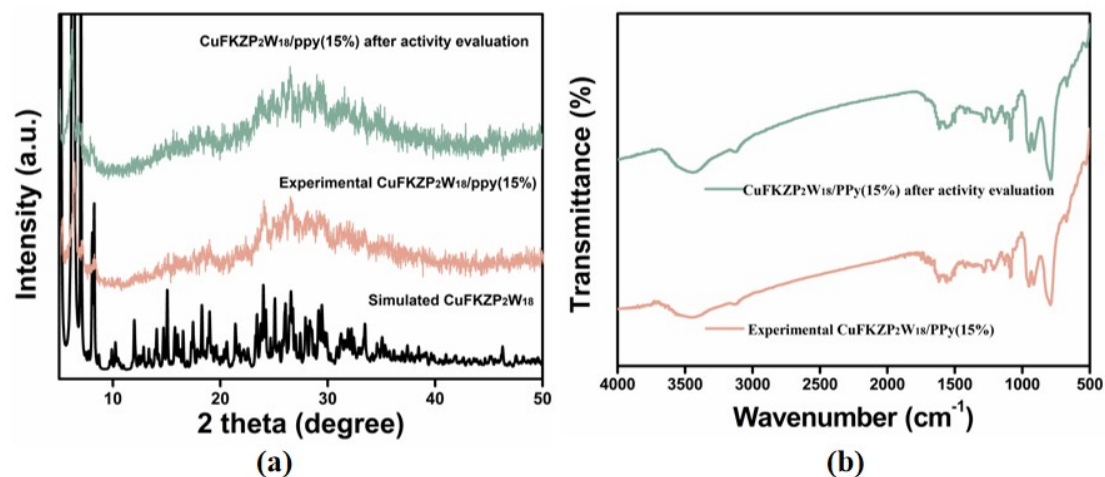 CuFKZP₂W₁₈/ppy(15%) after activity evaluation
Experimental CuFKZP₂W₁₈/ppy(15%)
Simulated CuFKZP₂W₁₈
Intensity (a.u.)
10 20 30 40 50
2 theta (degree)
(a)
CuFKZP₂W₁₈/PPy(15%) after activity evaluation
Experimental CuFKZP₂W₁₈/PPy(15%)
Transmittance (%)
4000 3500 3000 2500 2000 1500 1000 500
Wavenumber (cm⁻¹)
(b)